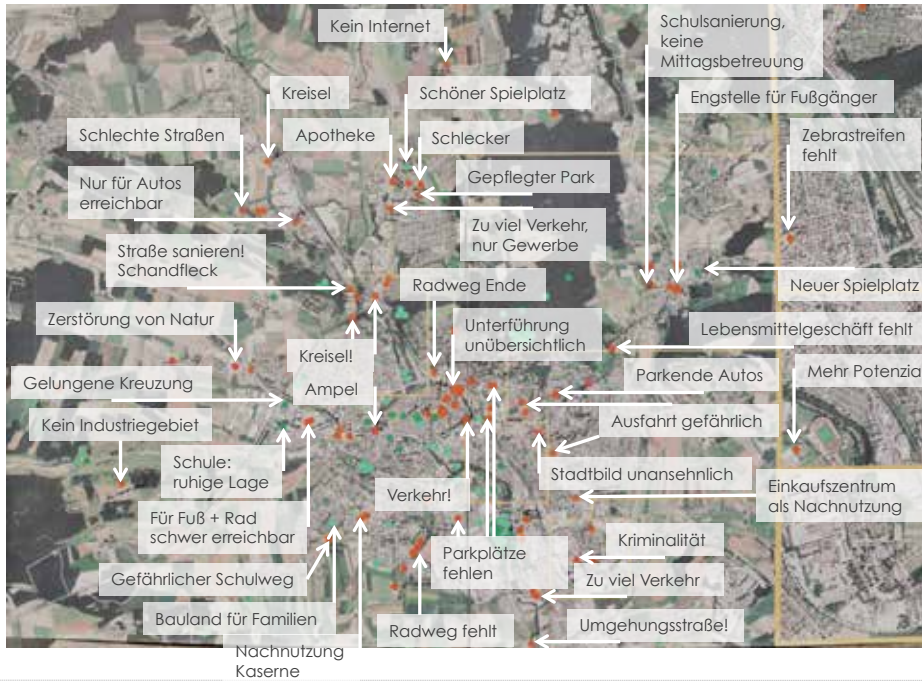 Kein Internet
Schulsanierung,
keine
Mittagsbetreuung
Kreisel
Schöner Spielplatz
Engstelle für Fußgänger
Schlechte Straßen
Apotheke
Schlecker
Zebrastreifen
fehlt
Nur für Autos
erreichbar
Gepflegter Park
Zu viel Verkehr,
nur Gewerbe
Straße sanieren!
Schandfleck
Radweg Ende
Neuer Spielplatz
Zerstörung von Natur
Unterführung
unübersichtlich
Lebensmittelgeschäft fehlt
Kreisel!
Gelungene Kreuzung
Ampel
Parkende Autos
Mehr Potenzia
Kein Industriegebiet
Ausfahrt gefährlich
Schule:
ruhige Lage
Stadtbild unansehnlich
Verkehr!
Einkaufszentrum
als Nachnutzung
Für Fuß + Rad
schwer erreichbar
Parkplätze
fehlen
Kriminalität
Gefährlicher Schulweg
Zu viel Verkehr
Bauland für Familien
Radweg fehlt
Umgehungsstraße!
Nachnutzung
Kaserne